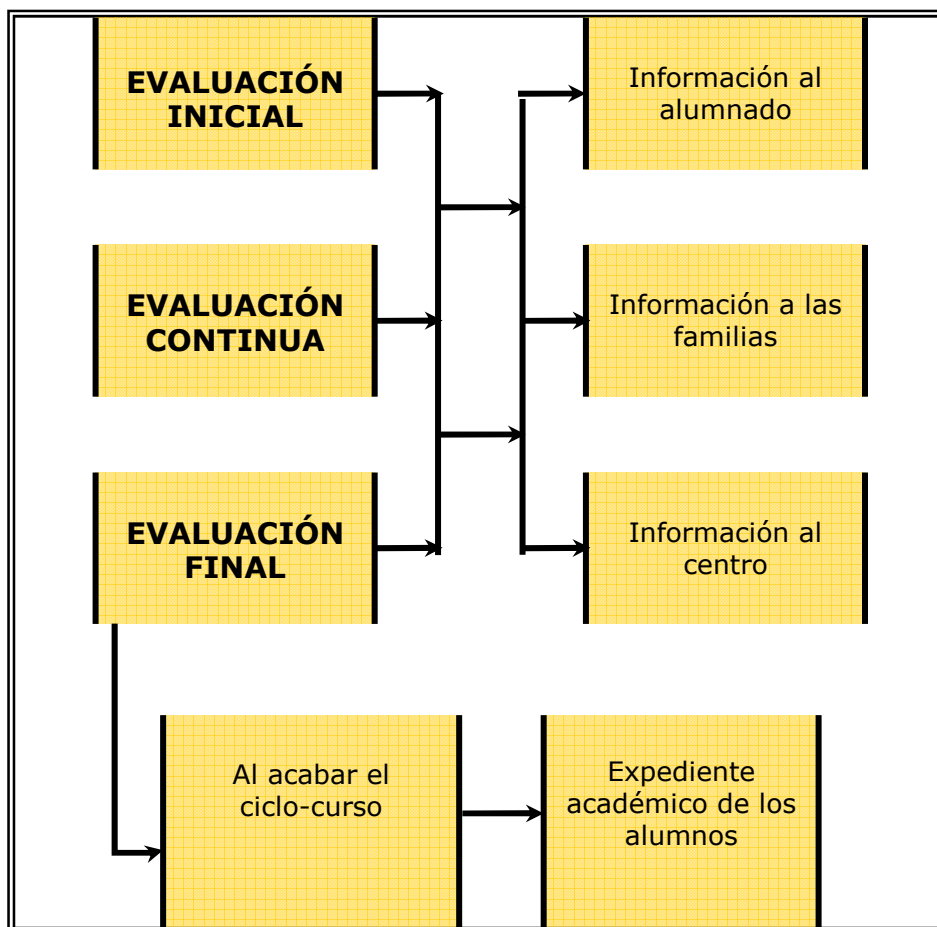 EVALUACIÓN
INICIAL
Información al
alumnado
EVALUACIÓN
CONTINUA
Información a las
familias
EVALUACIÓN
FINAL
Información al
centro
Al acabar el
ciclo-curso
Expediente
académico de los
alumnos